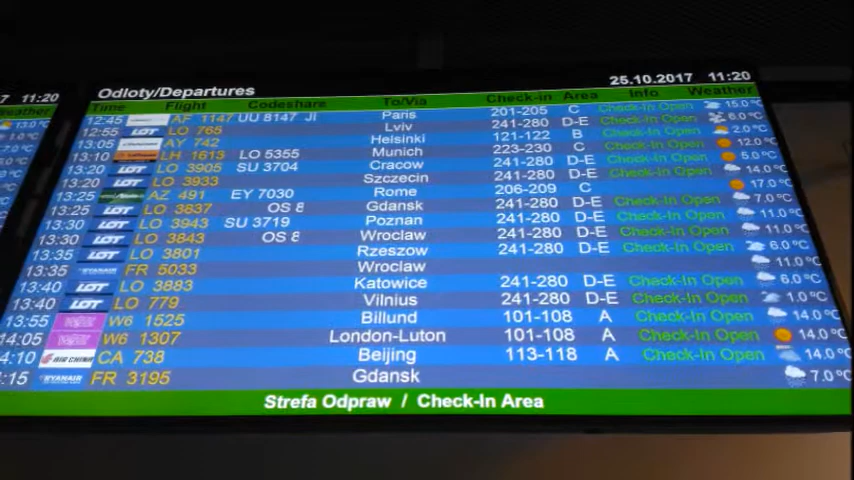 11:20
Weather
13.0°C
Odloty/Departures 25.10.2017 11:20
Time Flight Codeshare To/Via Check-in Area Info Weather
12:45 AF 1147 UU 8147 JI Paris 201-205 C Check-In Open 15.0°C
12:55 LOT LO 765 Lviv 241-280 D-E Check-In Open 6.0°C
13:05 AY 742 Helsinki 121-122 B Check-In Open 2.0°C
13:10 LH 1613 LO 5355 Munich 223-230 C Check-In Open 12.0°C
13:20 LOT LO 3905 SU 3704 Cracow 241-280 D-E Check-In Open 5.0°C
13:20 LOT LO 3933 Szczecin 241-280 D-E Check-In Open 14.0°C
13:25 AZ 491 EY 7030 Rome 206-209 C 17.0°C
13:25 LOT LO 3837 OS 8 Gdansk 241-280 D-E Check-In Open 7.0°C
13:30 LOT LO 3943 SU 3719 Poznan 241-280 D-E Check-In Open 11.0°C
13:30 LOT LO 3843 OS 8 Wroclaw 241-280 D-E Check-In Open 11.0°C
13:35 LOT LO 3801 Rzeszow 241-280 D-E Check-In Open 6.0°C
13:35 RYANAIR FR 5033 Wroclaw 11.0°C
13:40 LOT LO 3883 Katowice 241-280 D-E Check-In Open 6.0°C
13:40 LOT LO 779 Vilnius 241-280 D-E Check-In Open 1.0°C
13:55 W6 1525 Billund 101-108 A Check-In Open 14.0°C
14:05 W6 1307 London-Luton 101-108 A Check-In Open 14.0°C
4:10 AIR CHINA CA 738 Beijing 113-118 A Check-In Open 14.0°C
:15 RYANAIR FR 3195 Gdansk 7.0°C
Strefa Odpraw / Check-In Area